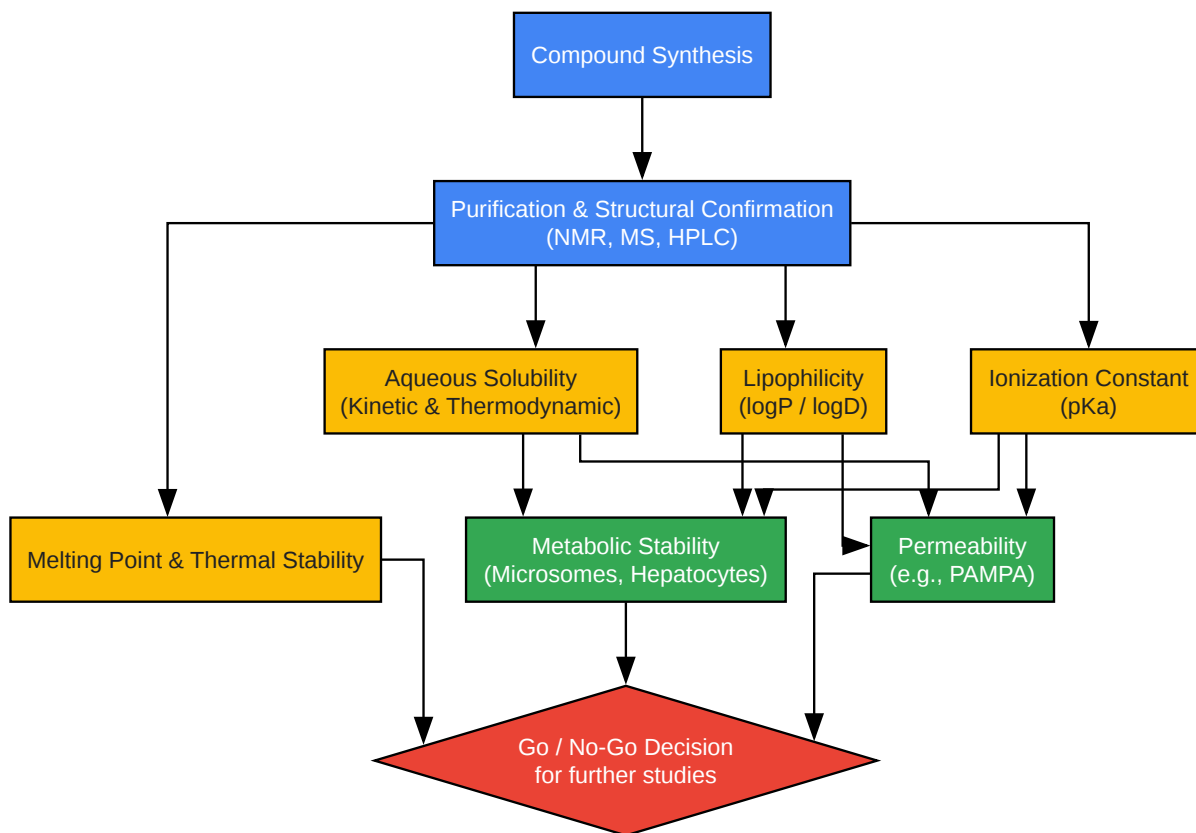 Compound Synthesis
Purification & Structural Confirmation
(NMR, MS, HPLC)
Aqueous Solubility
(Kinetic & Thermodynamic)
Lipophilicity
(logP / logD)
Ionization Constant
(pKa)
Melting Point & Thermal Stability
Metabolic Stability
(Microsomes, Hepatocytes)
Permeability
(e.g., PAMPA)
Go / No-Go Decision
for further studies